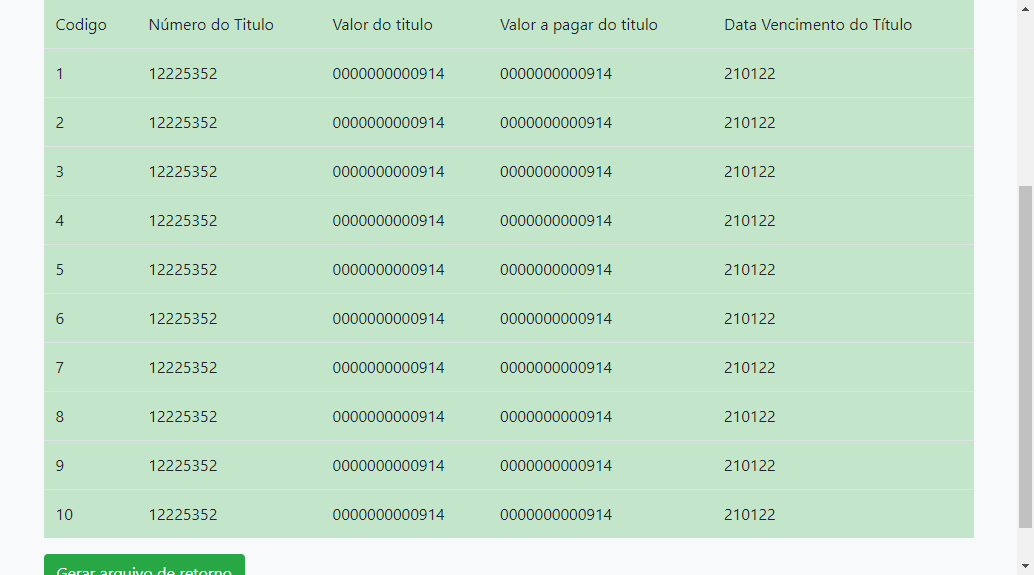 Codigo Número do Titulo Valor do titulo Valor a pagar do titulo Data Vencimento do Título
1 12225352 0000000000914 0000000000914 210122
2 12225352 0000000000914 0000000000914 210122
3 12225352 0000000000914 0000000000914 210122
4 12225352 0000000000914 0000000000914 210122
5 12225352 0000000000914 0000000000914 210122
6 12225352 0000000000914 0000000000914 210122
7 12225352 0000000000914 0000000000914 210122
8 12225352 0000000000914 0000000000914 210122
9 12225352 0000000000914 0000000000914 210122
10 12225352 0000000000914 0000000000914 210122
Gerar arquivo de retorno